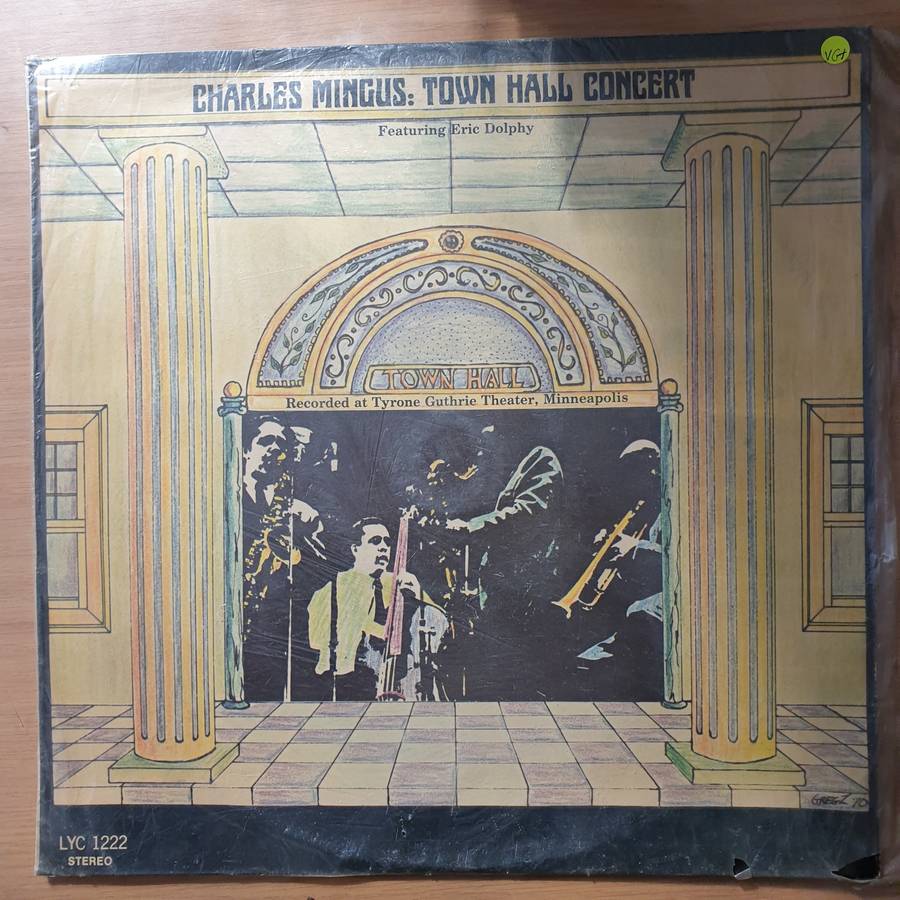 VG+
CHARLES MINGUS: TOWN HALL CONCERT
Featuring Eric Dolphy
TOWN HALL
Recorded at Tyrone Guthrie Theater, Minneapolis
LYC 1222
STEREO